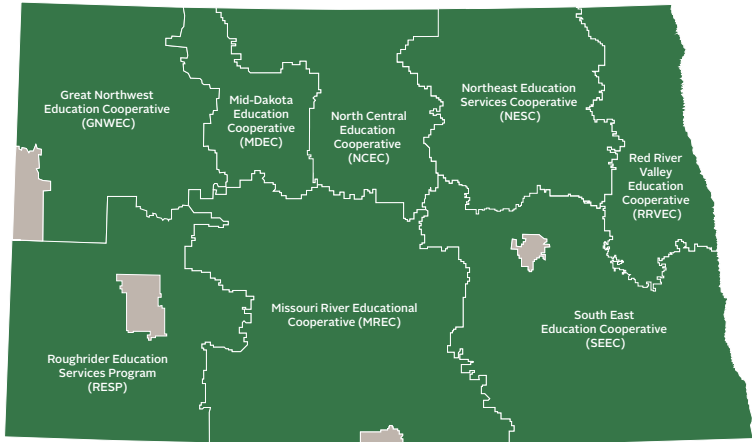 Great Northwest
Education Cooperative
(GNWEC)
Mid-Dakota
Education
Cooperative
(MDEC)
North Central
Education
Cooperative
(NCEC)
Northeast Education
Services Cooperative
(NESC)
Red River
Valley
Education
Cooperative
(RRVEC)
Missouri River Educational
Cooperative (MREC)
South East
Education Cooperative
(SEEC)
Roughrider Education
Services Program
(RESP)